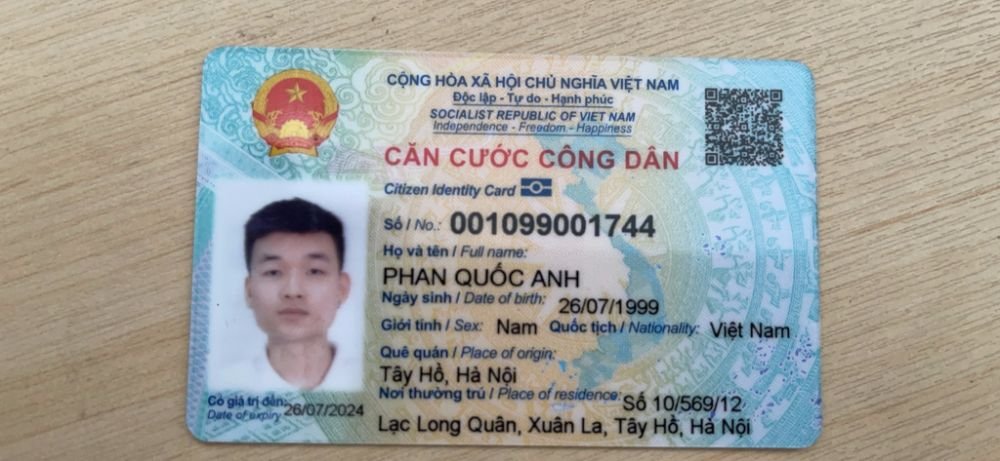 CỘNG HÒA XÃ HỘI CHỦ NGHĨA VIỆT NAM
Độc lập - Tự do - Hạnh phúc
SOCIALIST REPUBLIC OF VIET NAM
Independence - Freedom - Happiness
CĂN CƯỚC CÔNG DÂN
Citizen Identity Card
Số / No.: 001099001744
Họ và tên / Full name:
PHAN QUỐC ANH
Ngày sinh / Date of birth: 26/07/1999
Giới tính / Sex: Nam Quốc tịch / Nationality: Việt Nam
Quê quán / Place of origin:
Tây Hồ, Hà Nội
Nơi thường trú / Place of residence: Số 10/569/12
Lạc Long Quân, Xuân La, Tây Hồ, Hà Nội
Có giá trị đến: 26/07/2024
Date of expiry